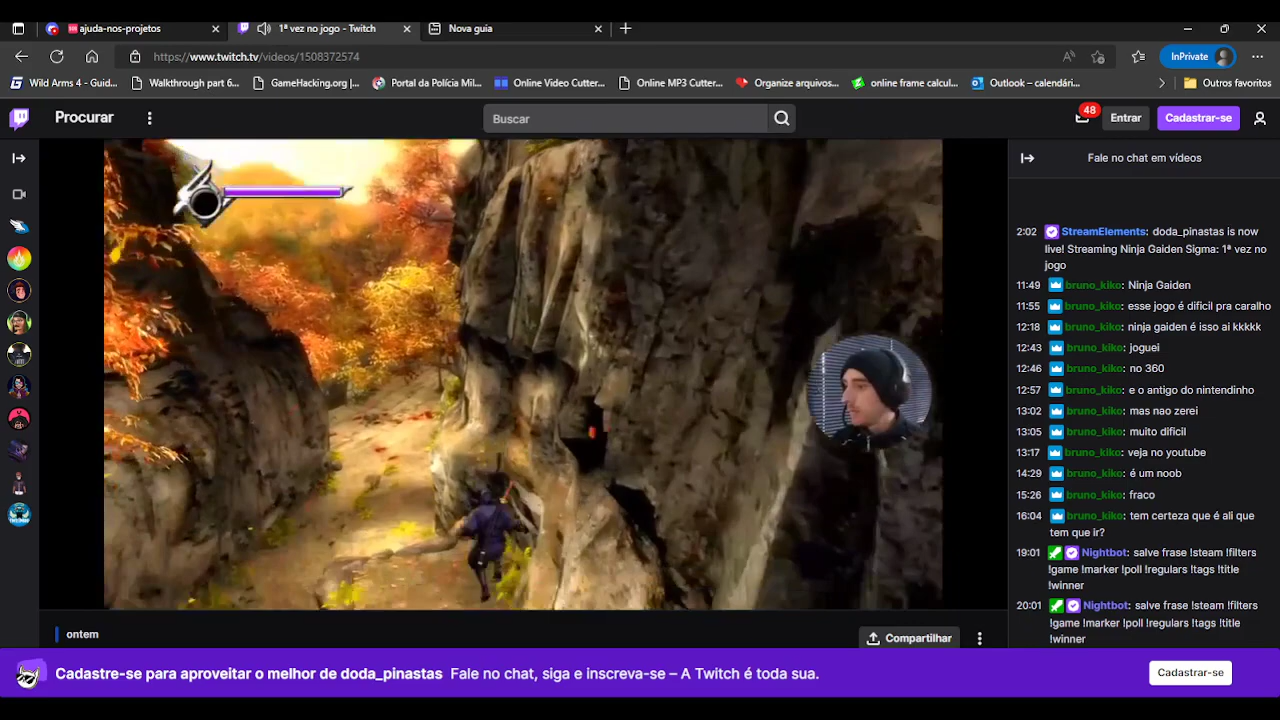 ajuda-nos-projetos
1ª vez no jogo - Twitch
Nova guia
https://www.twitch.tv/videos/1508372574
InPrivate
Wild Arms 4 - Guid...
Walkthrough part 6...
GameHacking.org |...
Portal da Polícia Mil...
Online Video Cutter...
Online MP3 Cutter...
Organize arquivos...
online frame calcul...
Outlook – calendári...
Outros favoritos
Procurar
Buscar
48
Entrar
Cadastrar-se
Fale no chat em vídeos
2:02 StreamElements: doda_pinastas is now
live! Streaming Ninja Gaiden Sigma: 1ª vez no
jogo
11:49 bruno_kiko: Ninja Gaiden
11:55 bruno_kiko: esse jogo é dificil pra caralho
12:18 bruno_kiko: ninja gaiden é isso ai kkkkk
12:43 bruno_kiko: joguei
12:46 bruno_kiko: no 360
12:57 bruno_kiko: e o antigo do nintendinho
13:02 bruno_kiko: mas nao zerei
13:05 bruno_kiko: muito dificil
13:17 bruno_kiko: veja no youtube
14:29 bruno_kiko: é um noob
15:26 bruno_kiko: fraco
16:04 bruno_kiko: tem certeza que é ali que
tem que ir?
19:01 Nightbot: salve frase !steam !filters
!game !marker !poll !regulars !tags !title
!winner
20:01 Nightbot: salve frase !steam !filters
!game !marker !poll !regulars !tags !title
!winner
ontem
Compartilhar
Cadastre-se para aproveitar o melhor de doda_pinastas Fale no chat, siga e inscreva-se – A Twitch é toda sua.
Cadastrar-se